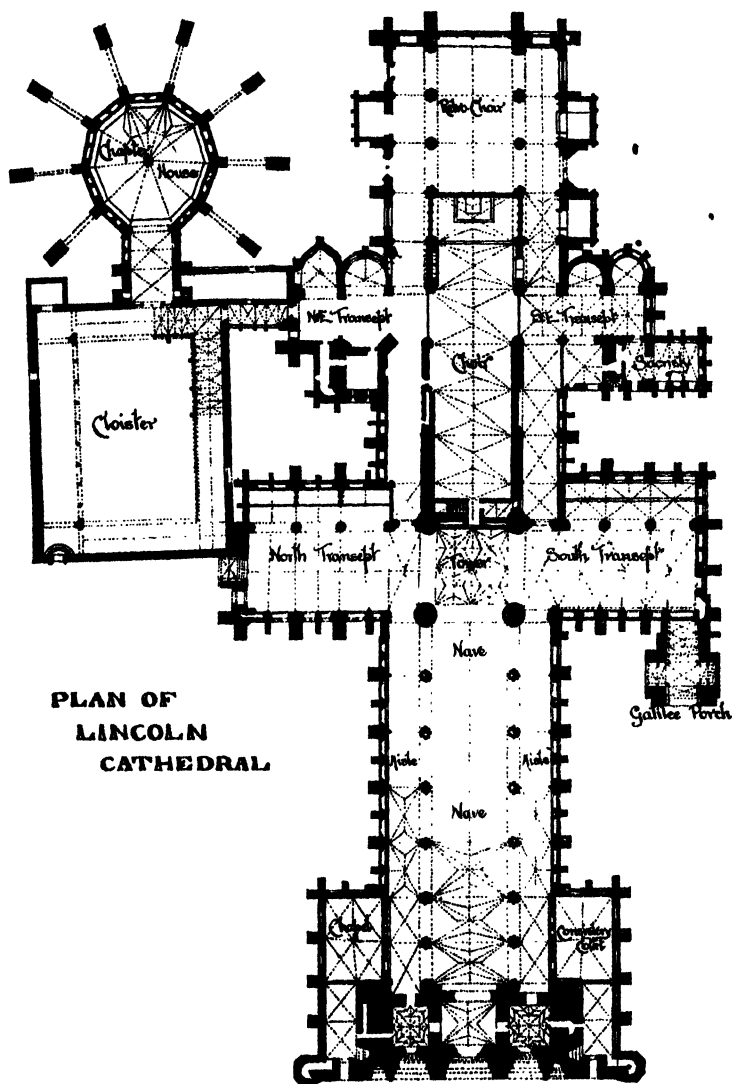 Retro-Choir
Chapter
House
N.E. Transept
S.E. Transept
Choir
Cloister
North Transept
Tower
South Transept
Nave
PLAN OF
LINCOLN
CATHEDRAL
Galilee Porch
Aisle
Aisle
Nave
Chapel
Consistory
Court